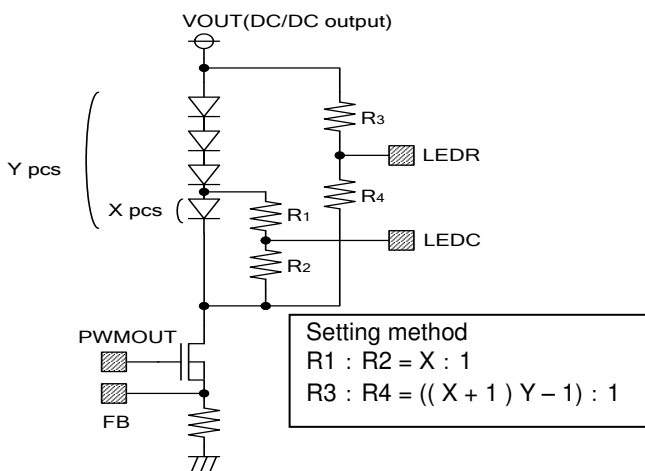 VOUT(DC/DC output)
R3
LEDR
Y pcs
R4
X pcs
R1
LEDC
R2
PWMOUT
FB
Setting method
R1 : R2 = X : 1
R3 : R4 = (( X + 1 ) Y – 1) : 1